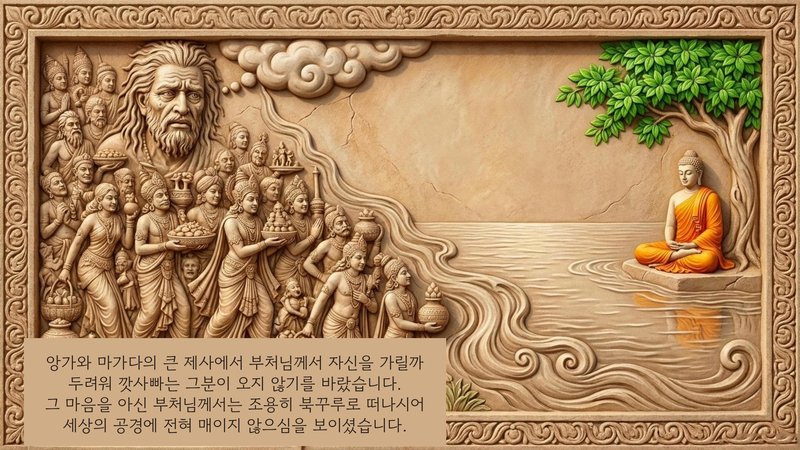 앙가와 마가다의 큰 제사에서 부처님께서 자신을 가릴까
두려워 깟사빠는 그분이 오지 않기를 바랐습니다.
그 마음을 아신 부처님께서는 조용히 북꾸루로 떠나시어
세상의 공경에 전혀 매이지 않으심을 보이셨습니다.